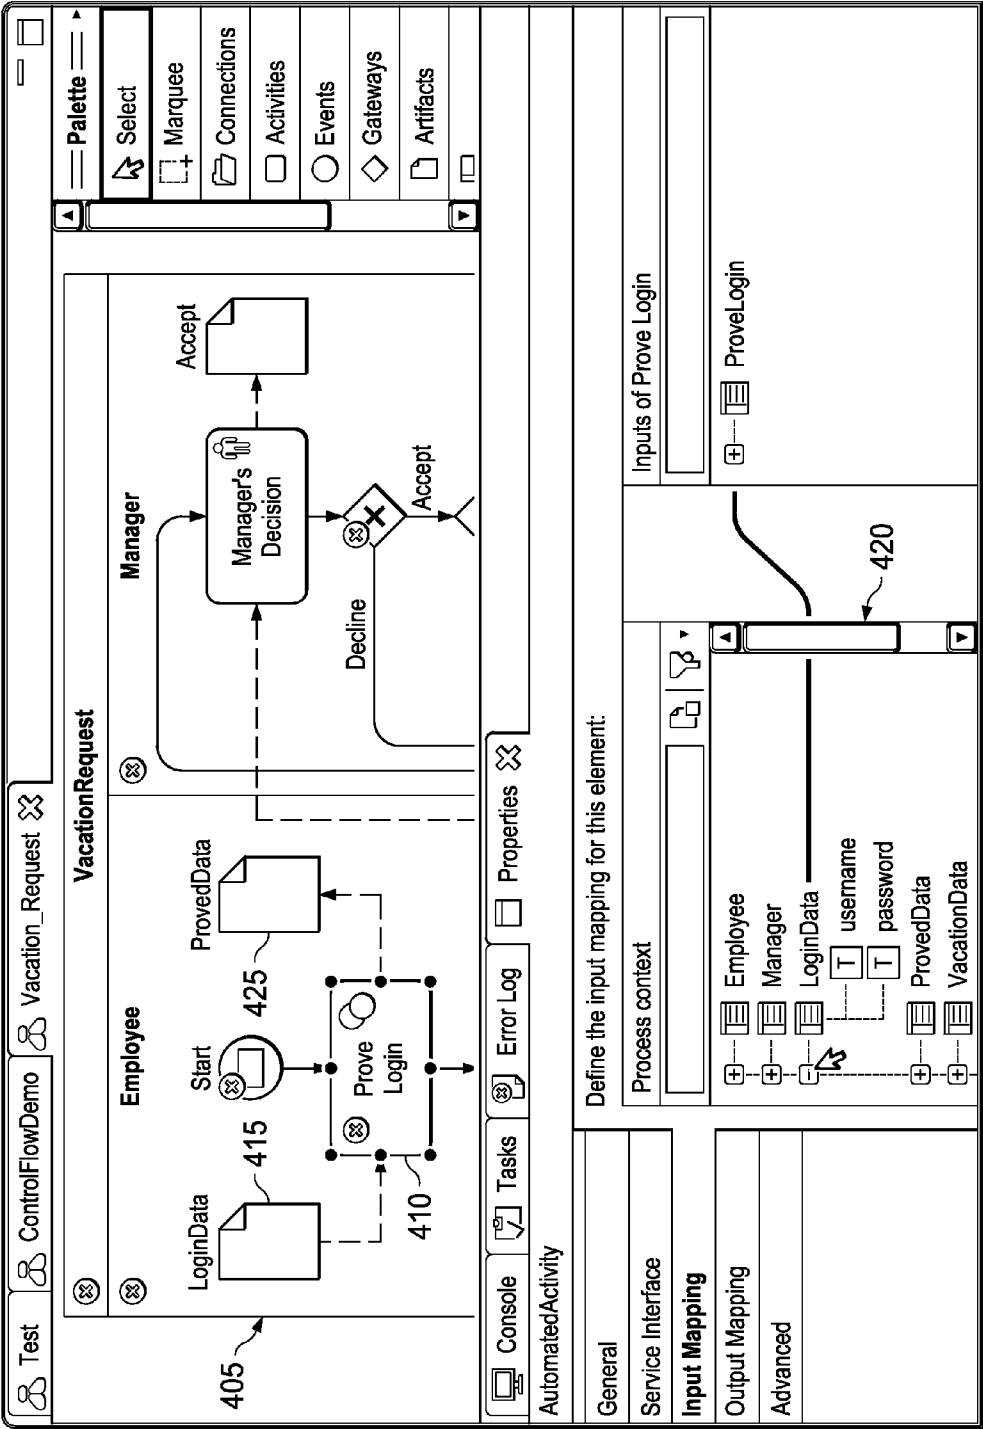 Test
ControlFlowDemo
Vacation_Request
VacationRequest
Employee
Manager
LoginData
415
Start
ProvedData
425
Prove
Login
410
405
Manager's
Decision
Accept
Decline
Accept
Palette
Select
Marquee
Connections
Activities
Events
Gateways
Artifacts
Console
Tasks
Error Log
Properties
AutomatedActivity
General
Service Interface
Input Mapping
Output Mapping
Advanced
Define the input mapping for this element:
Process context
Employee
Manager
LoginData
T username
T password
ProvedData
VacationData
420
Inputs of Prove Login
ProveLogin